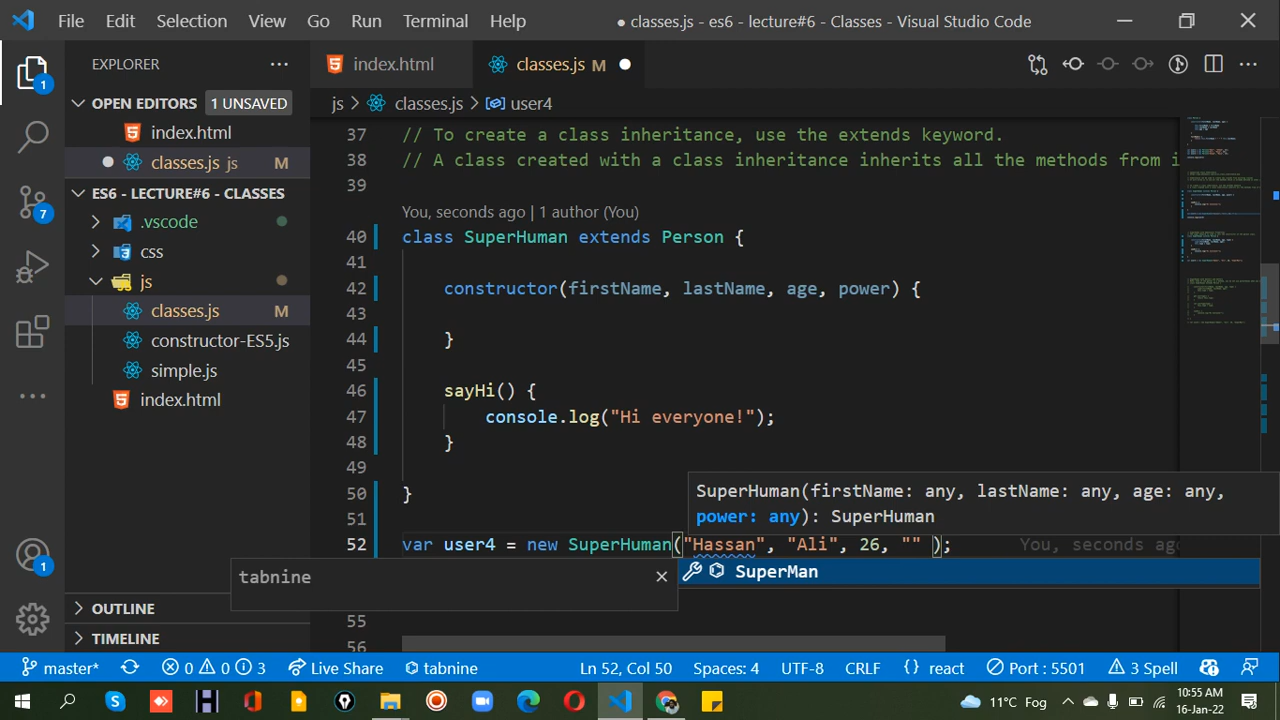 File Edit Selection View Go Run Terminal Help
● classes.js - es6 - lecture#6 - Classes - Visual Studio Code
EXPLORER
OPEN EDITORS 1 UNSAVED
index.html
classes.js js M
ES6 - LECTURE#6 - CLASSES
.vscode
css
js
classes.js M
constructor-ES5.js
simple.js
index.html
OUTLINE
TIMELINE
1
7
1
index.html
classes.js M
js > classes.js > user4
37 // To create a class inheritance, use the extends keyword.
38 // A class created with a class inheritance inherits all the methods from i
39
You, seconds ago | 1 author (You)
40 class SuperHuman extends Person {
41
42 constructor(firstName, lastName, age, power) {
43
44 }
45
46 sayHi() {
47 console.log("Hi everyone!");
48 }
49
50 }
51
SuperHuman(firstName: any, lastName: any, age: any,
power: any): SuperHuman
52 var user4 = new SuperHuman("Hassan", "Ali", 26, "" ); You, seconds ago
tabnine
SuperMan
55
56
master* 0 0 3 Live Share tabnine Ln 52, Col 50 Spaces: 4 UTF-8 CRLF {} react Port : 5501 3 Spell
11°C Fog 10:55 AM
16-Jan-22